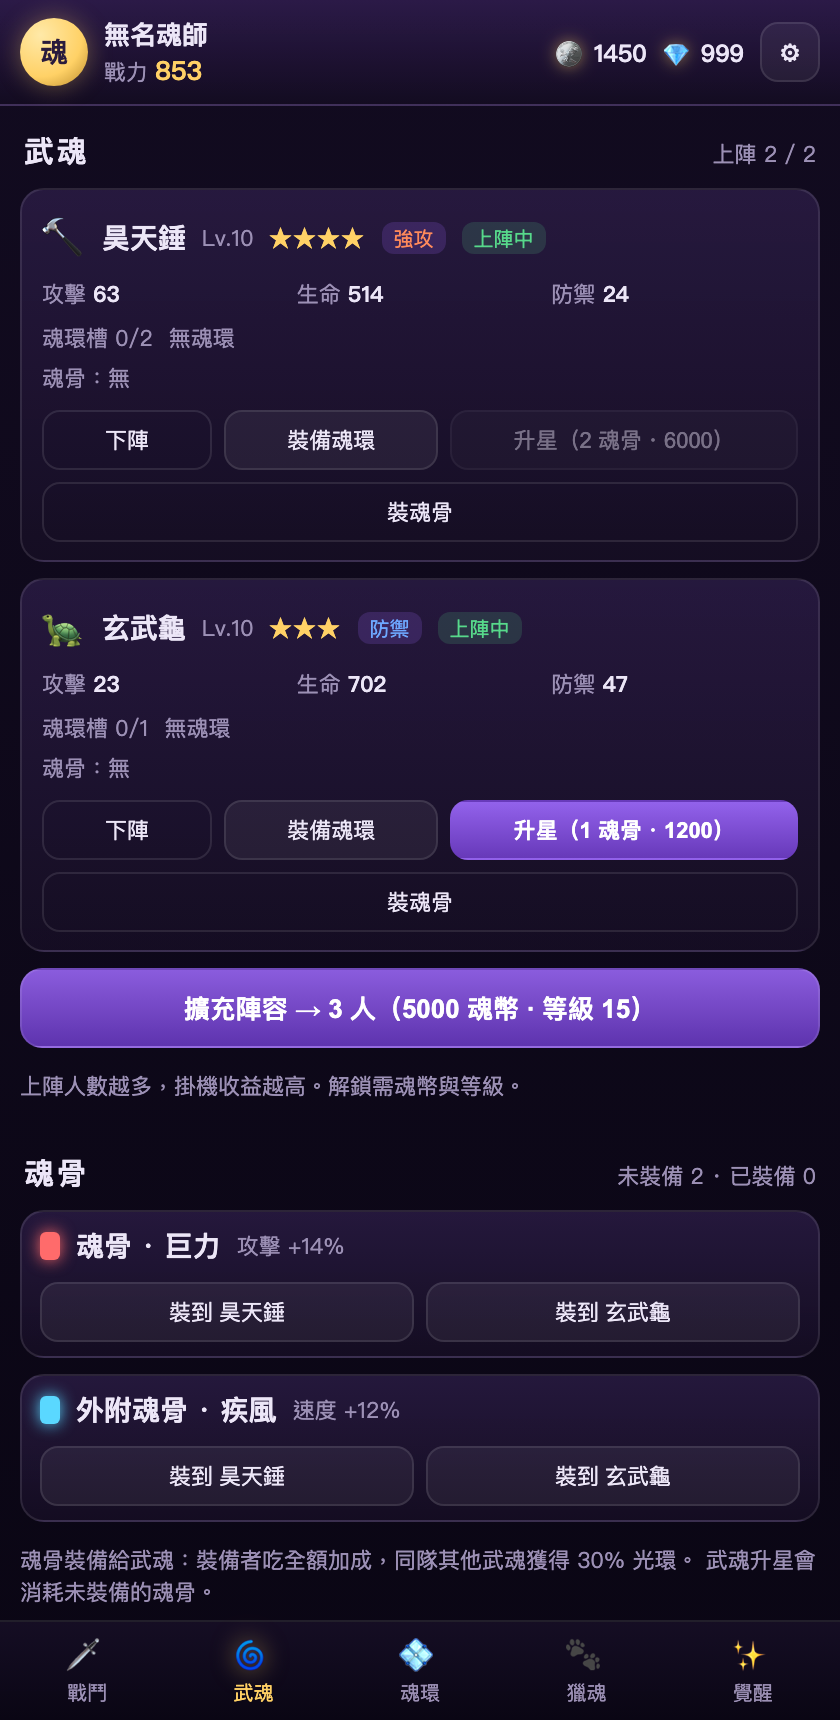 魂
無名魂師
戰力 853
1450 999
武魂
上陣 2 / 2
昊天錘 Lv.10 ★★★★ 強攻 上陣中
攻擊 63 生命 514 防禦 24
魂環槽 0/2 無魂環
魂骨：無
下陣 裝備魂環 升星（2 魂骨 · 6000）
裝魂骨
玄武龜 Lv.10 ★★★ 防禦 上陣中
攻擊 23 生命 702 防禦 47
魂環槽 0/1 無魂環
魂骨：無
下陣 裝備魂環 升星（1 魂骨 · 1200）
裝魂骨
擴充陣容 → 3 人（5000 魂幣 · 等級 15）
上陣人數越多，掛機收益越高。解鎖需魂幣與等級。
魂骨
未裝備 2 · 已裝備 0
魂骨 · 巨力 攻擊 +14%
裝到 昊天錘 裝到 玄武龜
外附魂骨 · 疾風 速度 +12%
裝到 昊天錘 裝到 玄武龜
魂骨裝備給武魂：裝備者吃全額加成，同隊其他武魂獲得 30% 光環。 武魂升星會
消耗未裝備的魂骨。
戰鬥 武魂 魂環 獵魂 覺醒